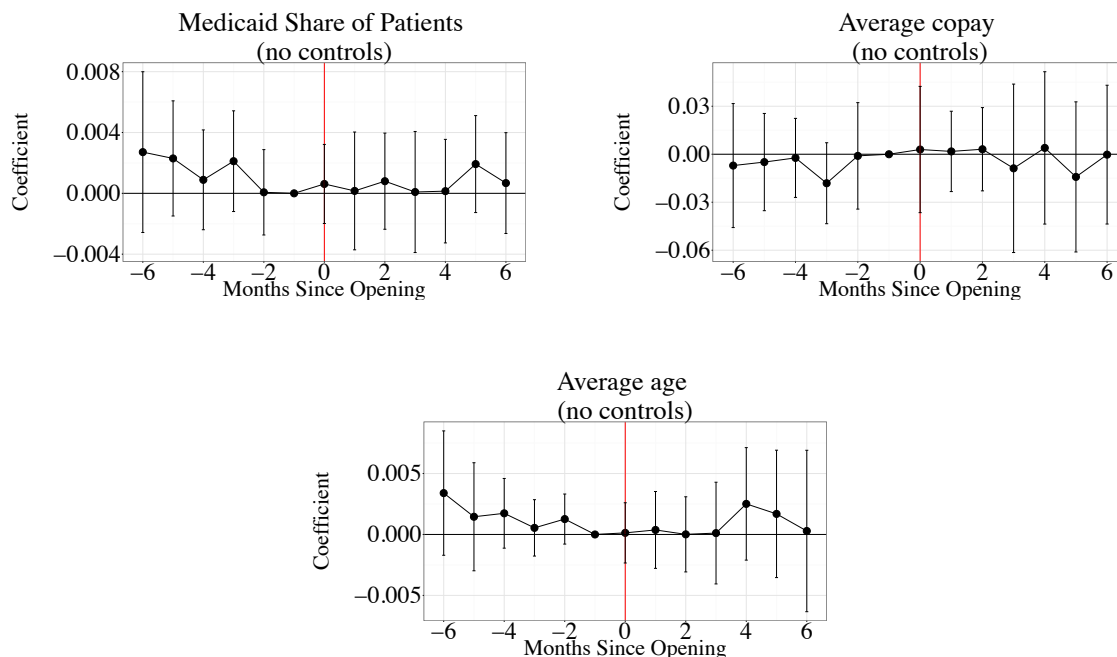 Medicaid Share of Patients
(no controls)
Coefficient
0.008
0.004
0.000
−0.004
−6 −4 −2 0 2 4 6
Months Since Opening
Average copay
(no controls)
Coefficient
0.03
0.00
−0.03
−0.06
−6 −4 −2 0 2 4 6
Months Since Opening
Average age
(no controls)
Coefficient
0.005
0.000
−0.005
−6 −4 −2 0 2 4 6
Months Since Opening